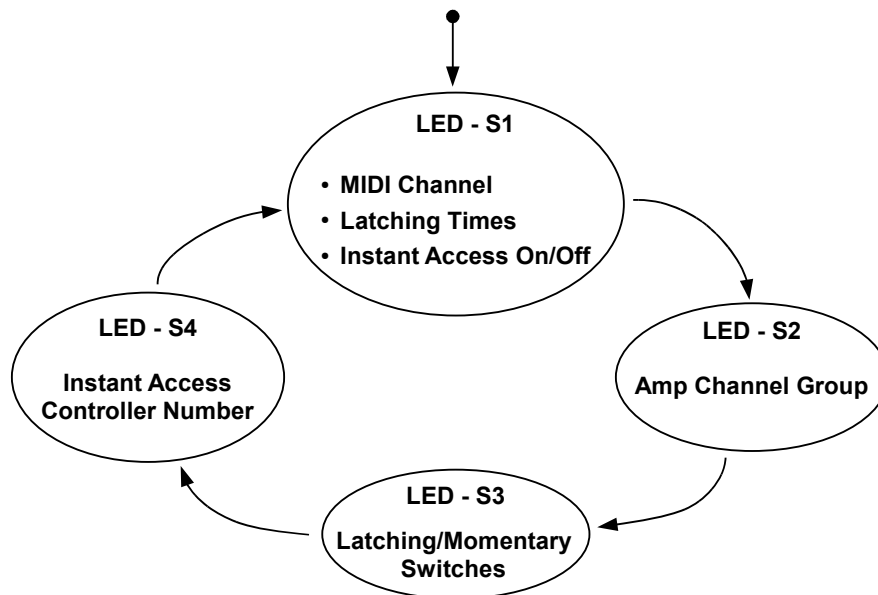 LED - S1
• MIDI Channel
• Latching Times
• Instant Access On/Off
LED - S2
Amp Channel Group
LED - S3
Latching/Momentary
Switches
LED - S4
Instant Access
Controller Number